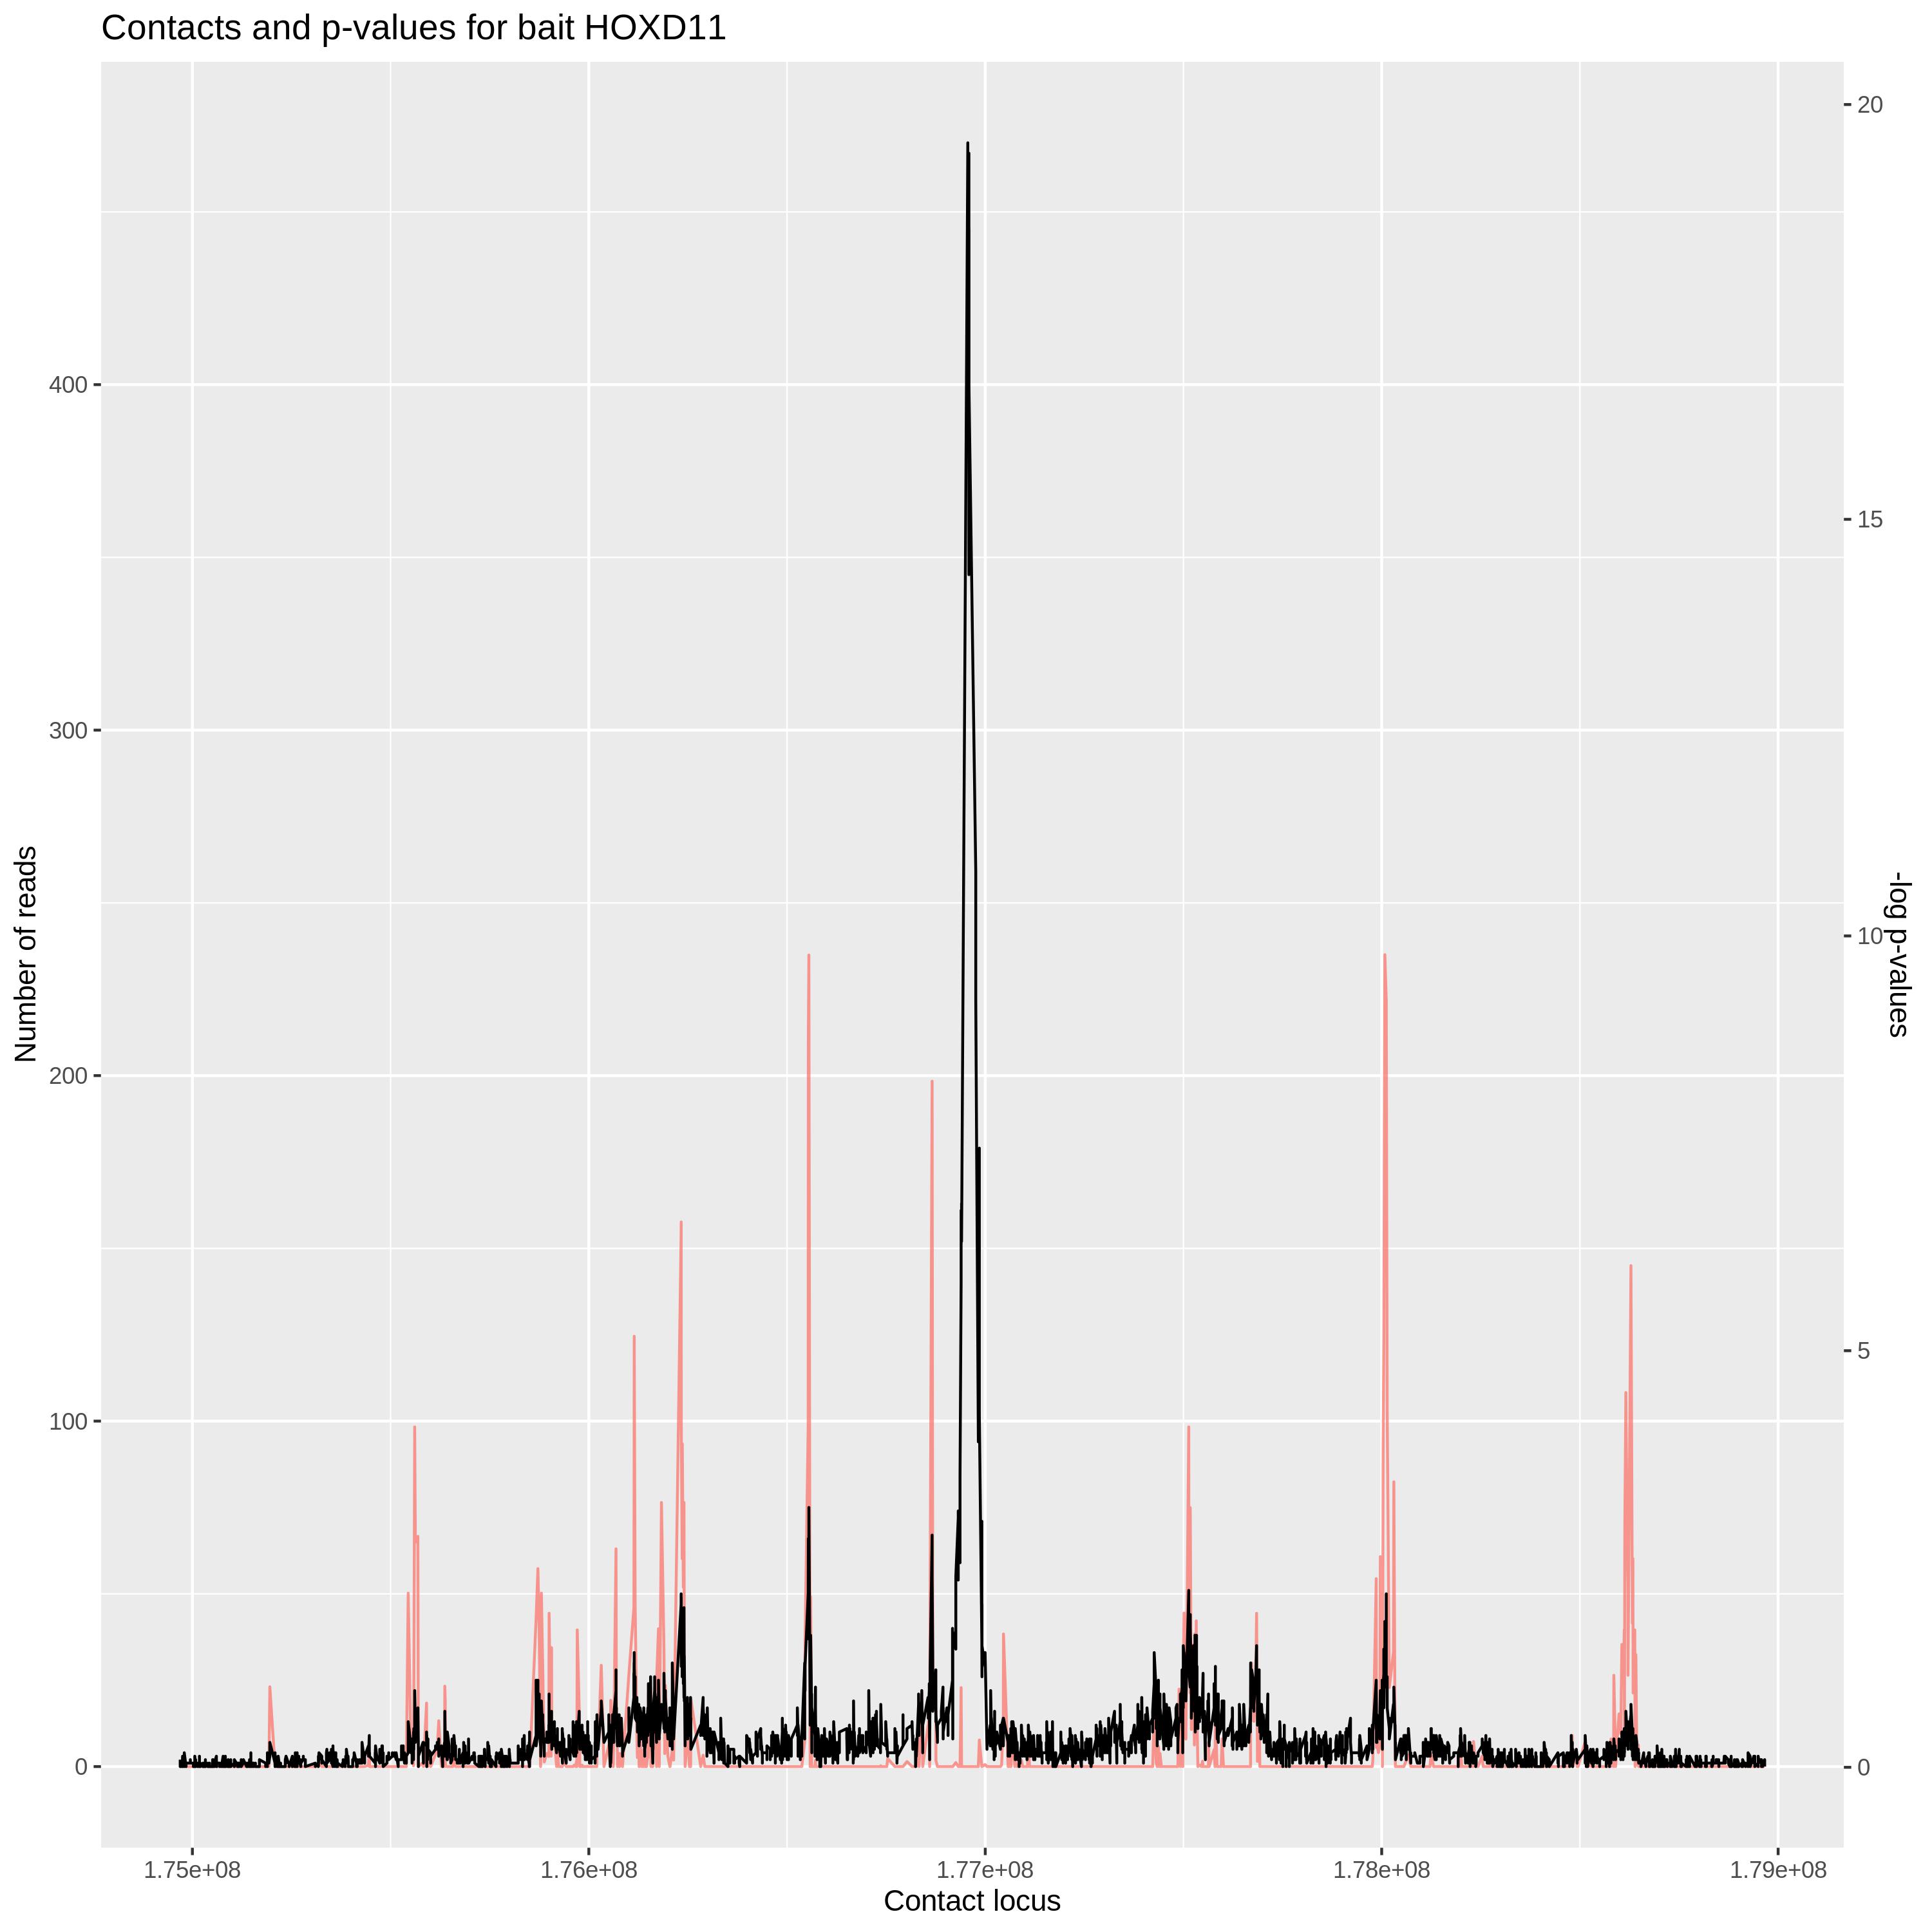 Contacts and p-values for bait HOXD11
20
400
15
300
10
200
5
100
0
0
Number of reads
-log p-values
1.75e+08
1.76e+08
1.77e+08
1.78e+08
1.79e+08
Contact locus